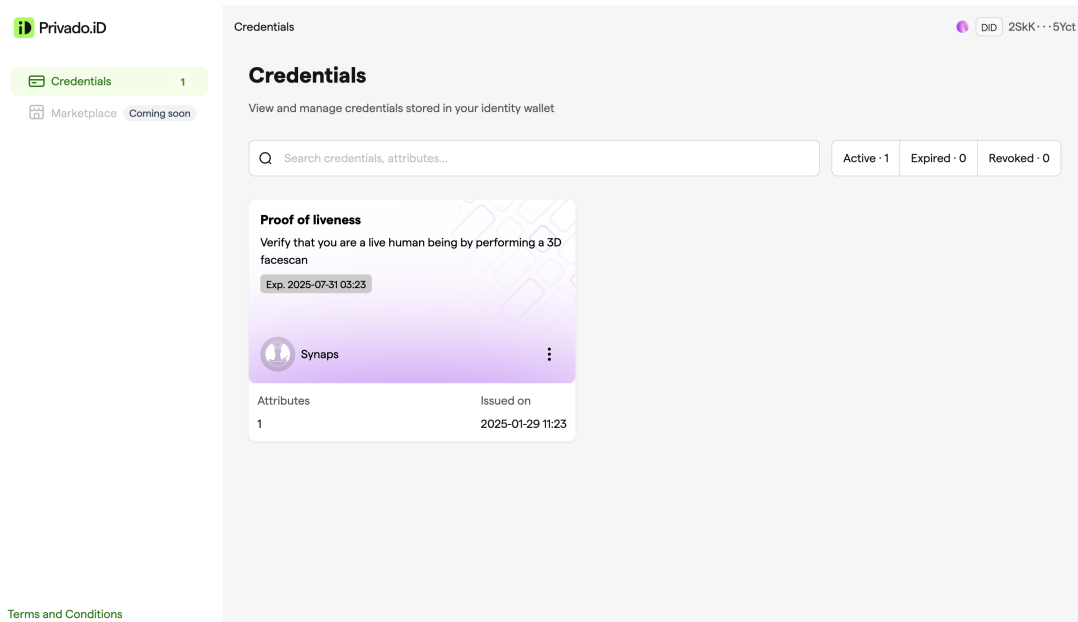 Privado.iD
Credentials
DID 2SkK···5Yct
Credentials 1
Marketplace Coming soon
Credentials
View and manage credentials stored in your identity wallet
Search credentials, attributes...
Active · 1
Expired · 0
Revoked · 0
Proof of liveness
Verify that you are a live human being by performing a 3D
facescan
Exp. 2025-07-31 03:23
Synaps
Attributes
Issued on
1
2025-01-29 11:23
Terms and Conditions